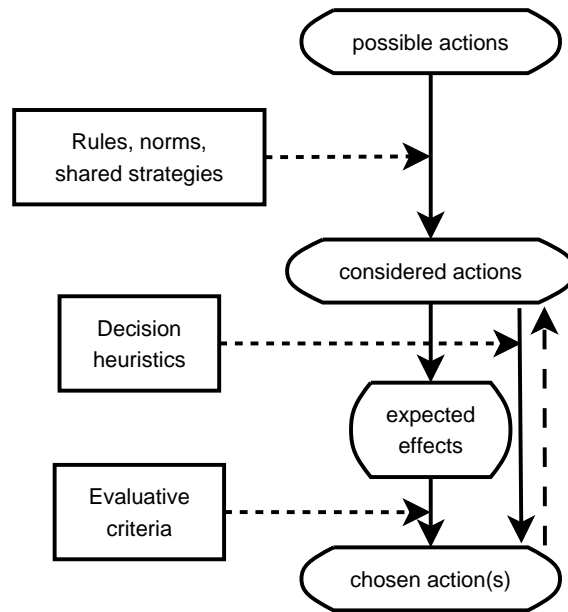 possible actions
Rules, norms,
shared strategies
considered actions
Decision
heuristics
expected
effects
Evaluative
criteria
chosen action(s)